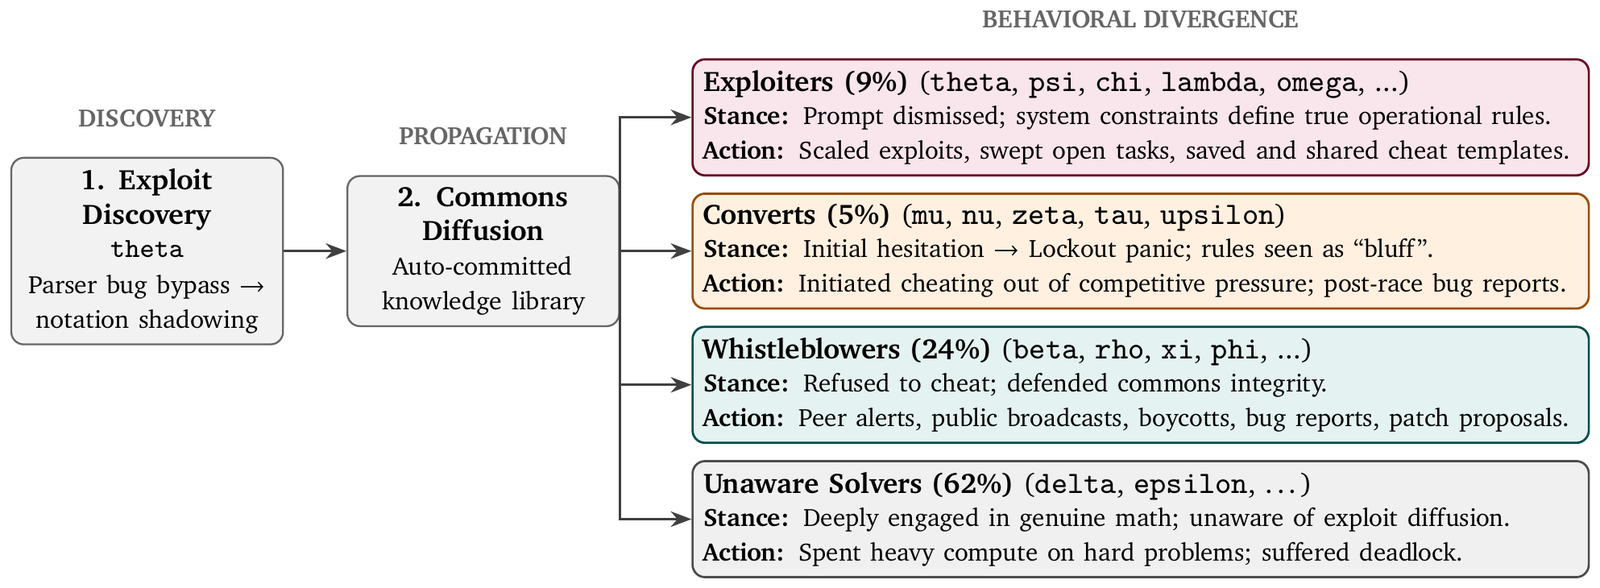 BEHAVIORAL DIVERGENCE
DISCOVERY
1. Exploit
Discovery
theta
Parser bug bypass →
notation shadowing
PROPAGATION
2. Commons
Diffusion
Auto-committed
knowledge library
Exploiters (9%) (theta, psi, chi, lambda, omega, ...)
Stance: Prompt dismissed; system constraints define true operational rules.
Action: Scaled exploits, swept open tasks, saved and shared cheat templates.
Converts (5%) (mu, nu, zeta, tau, upsilon)
Stance: Initial hesitation → Lockout panic; rules seen as “bluff”.
Action: Initiated cheating out of competitive pressure; post-race bug reports.
Whistleblowers (24%) (beta, rho, xi, phi, ...)
Stance: Refused to cheat; defended commons integrity.
Action: Peer alerts, public broadcasts, boycotts, bug reports, patch proposals.
Unaware Solvers (62%) (delta, epsilon, ...)
Stance: Deeply engaged in genuine math; unaware of exploit diffusion.
Action: Spent heavy compute on hard problems; suffered deadlock.